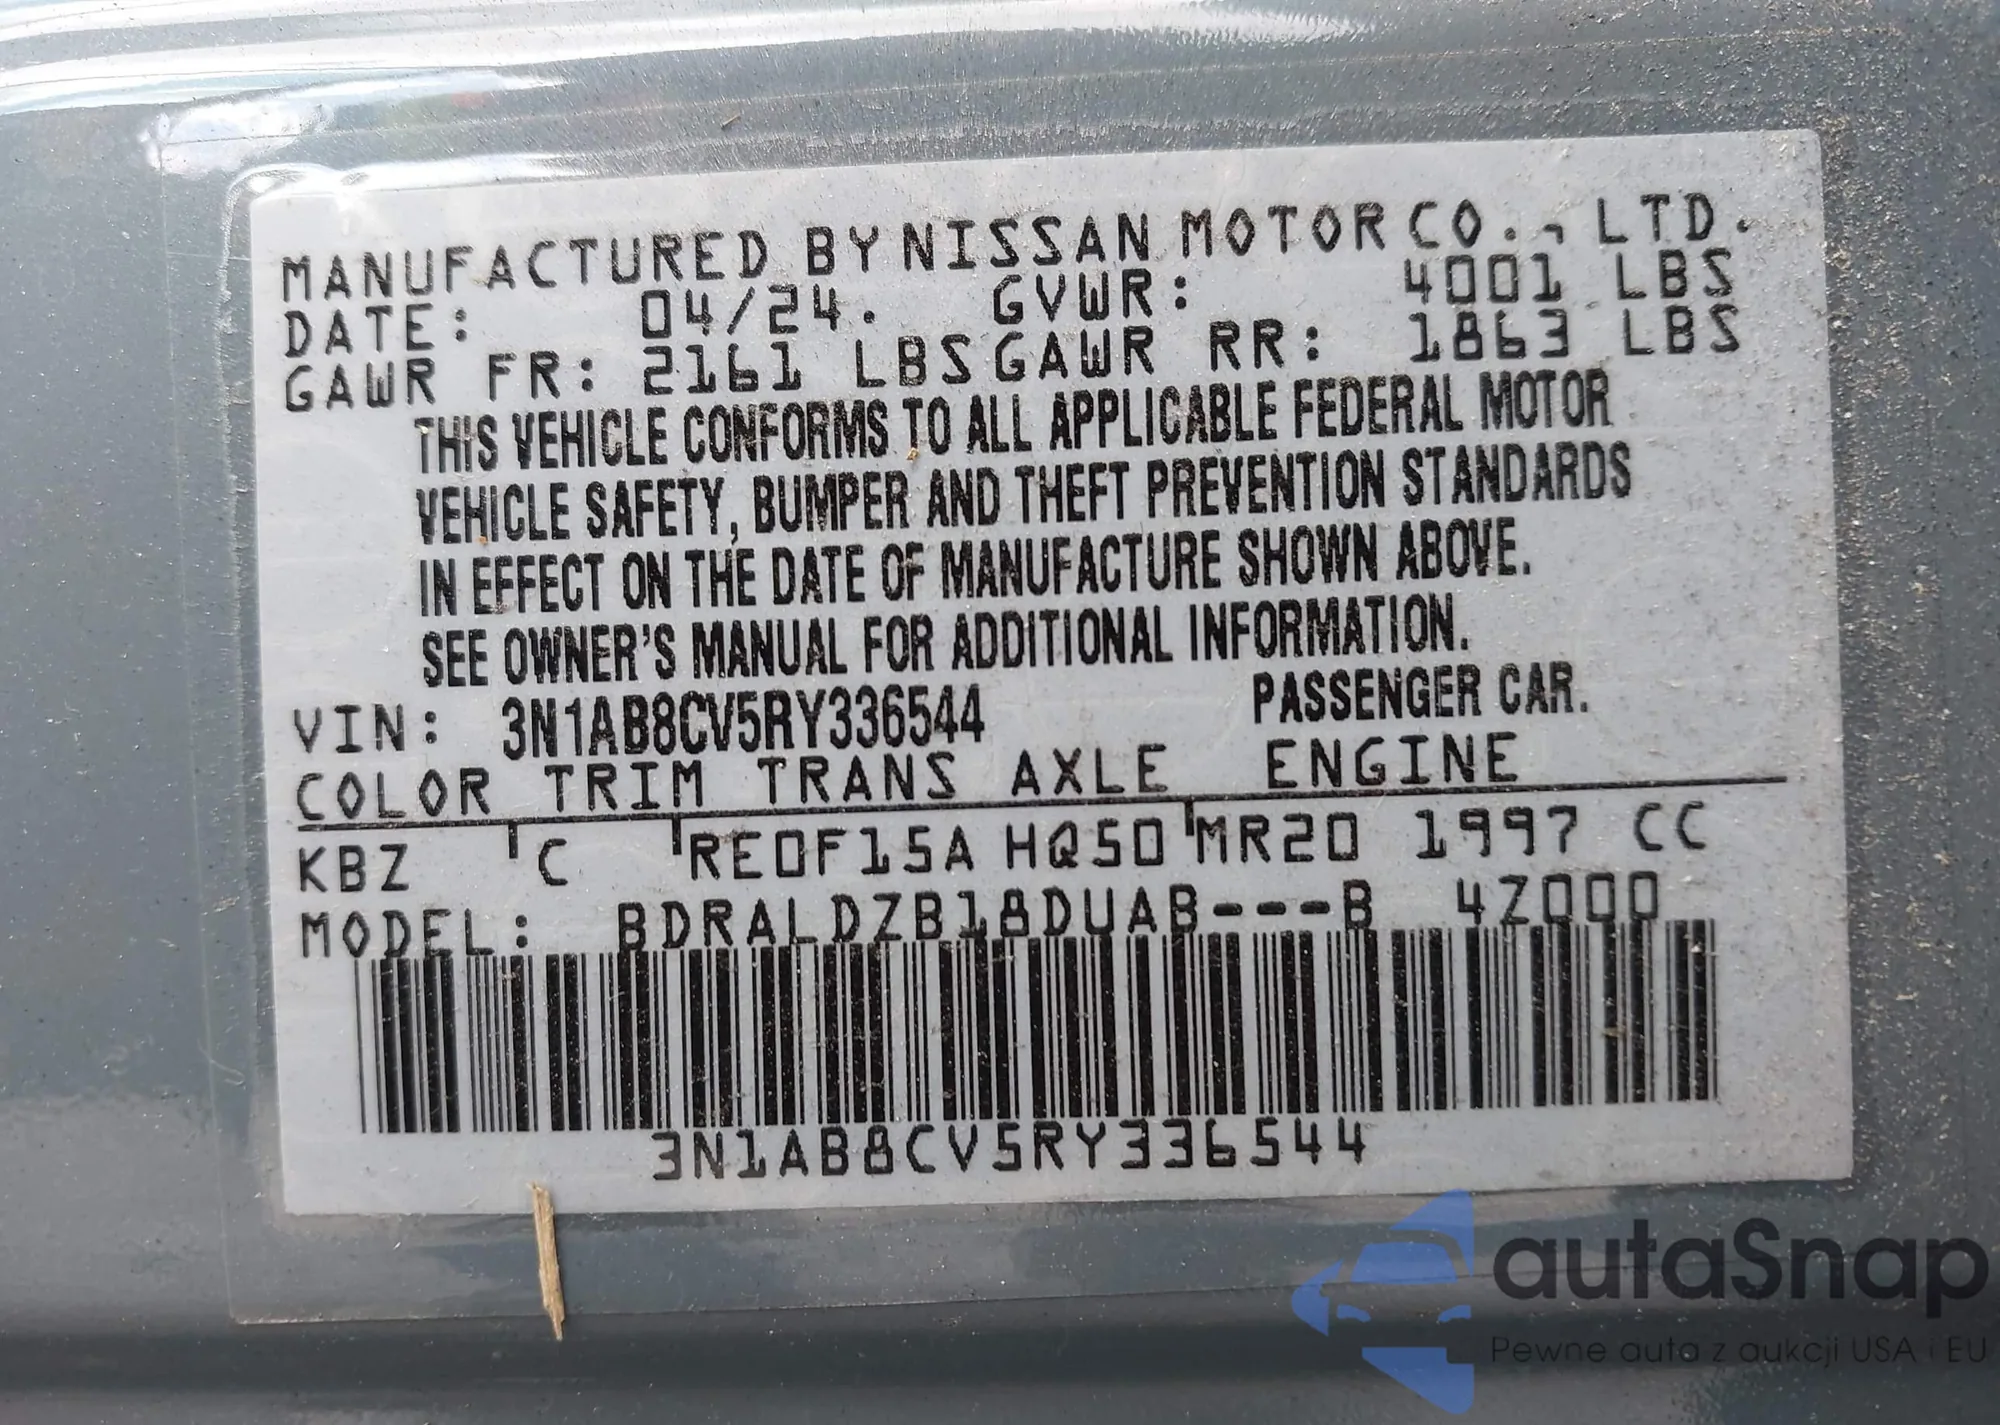 MANUFACTURED BY NISSAN MOTOR CO., LTD.
DATE: 04/24. GVWR: 4001 LBS
GAWR FR: 2161 LBS GAWR RR: 1863 LBS
THIS VEHICLE CONFORMS TO ALL APPLICABLE FEDERAL MOTOR
VEHICLE SAFETY, BUMPER AND THEFT PREVENTION STANDARDS
IN EFFECT ON THE DATE OF MANUFACTURE SHOWN ABOVE.
SEE OWNER'S MANUAL FOR ADDITIONAL INFORMATION.
VIN: 3N1AB8CV5RY336544 PASSENGER CAR.
COLOR TRIM TRANS AXLE ENGINE
KBZ C RE0F15A HQ50 MR20 1997 CC
MODEL: BDRALDZB18DUAB---B 4Z000
3N1AB8CV5RY336544
autaSnap
Pewne auta z aukcji USA i EU